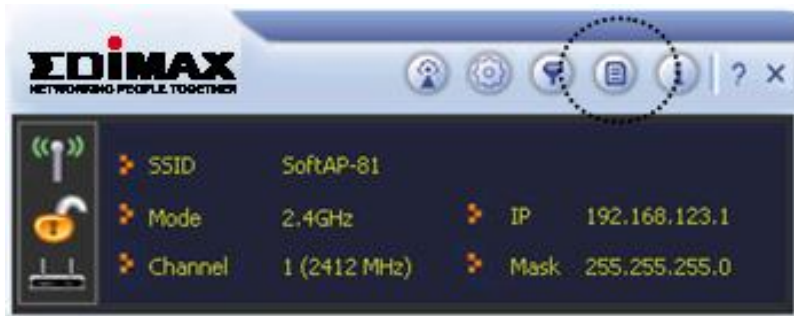 EDIMAX
NETWORKING PEOPLE TOGETHER
? ×
SSID SoftAP-81
Mode 2.4GHz IP 192.168.123.1
Channel 1 (2412 MHz) Mask 255.255.255.0